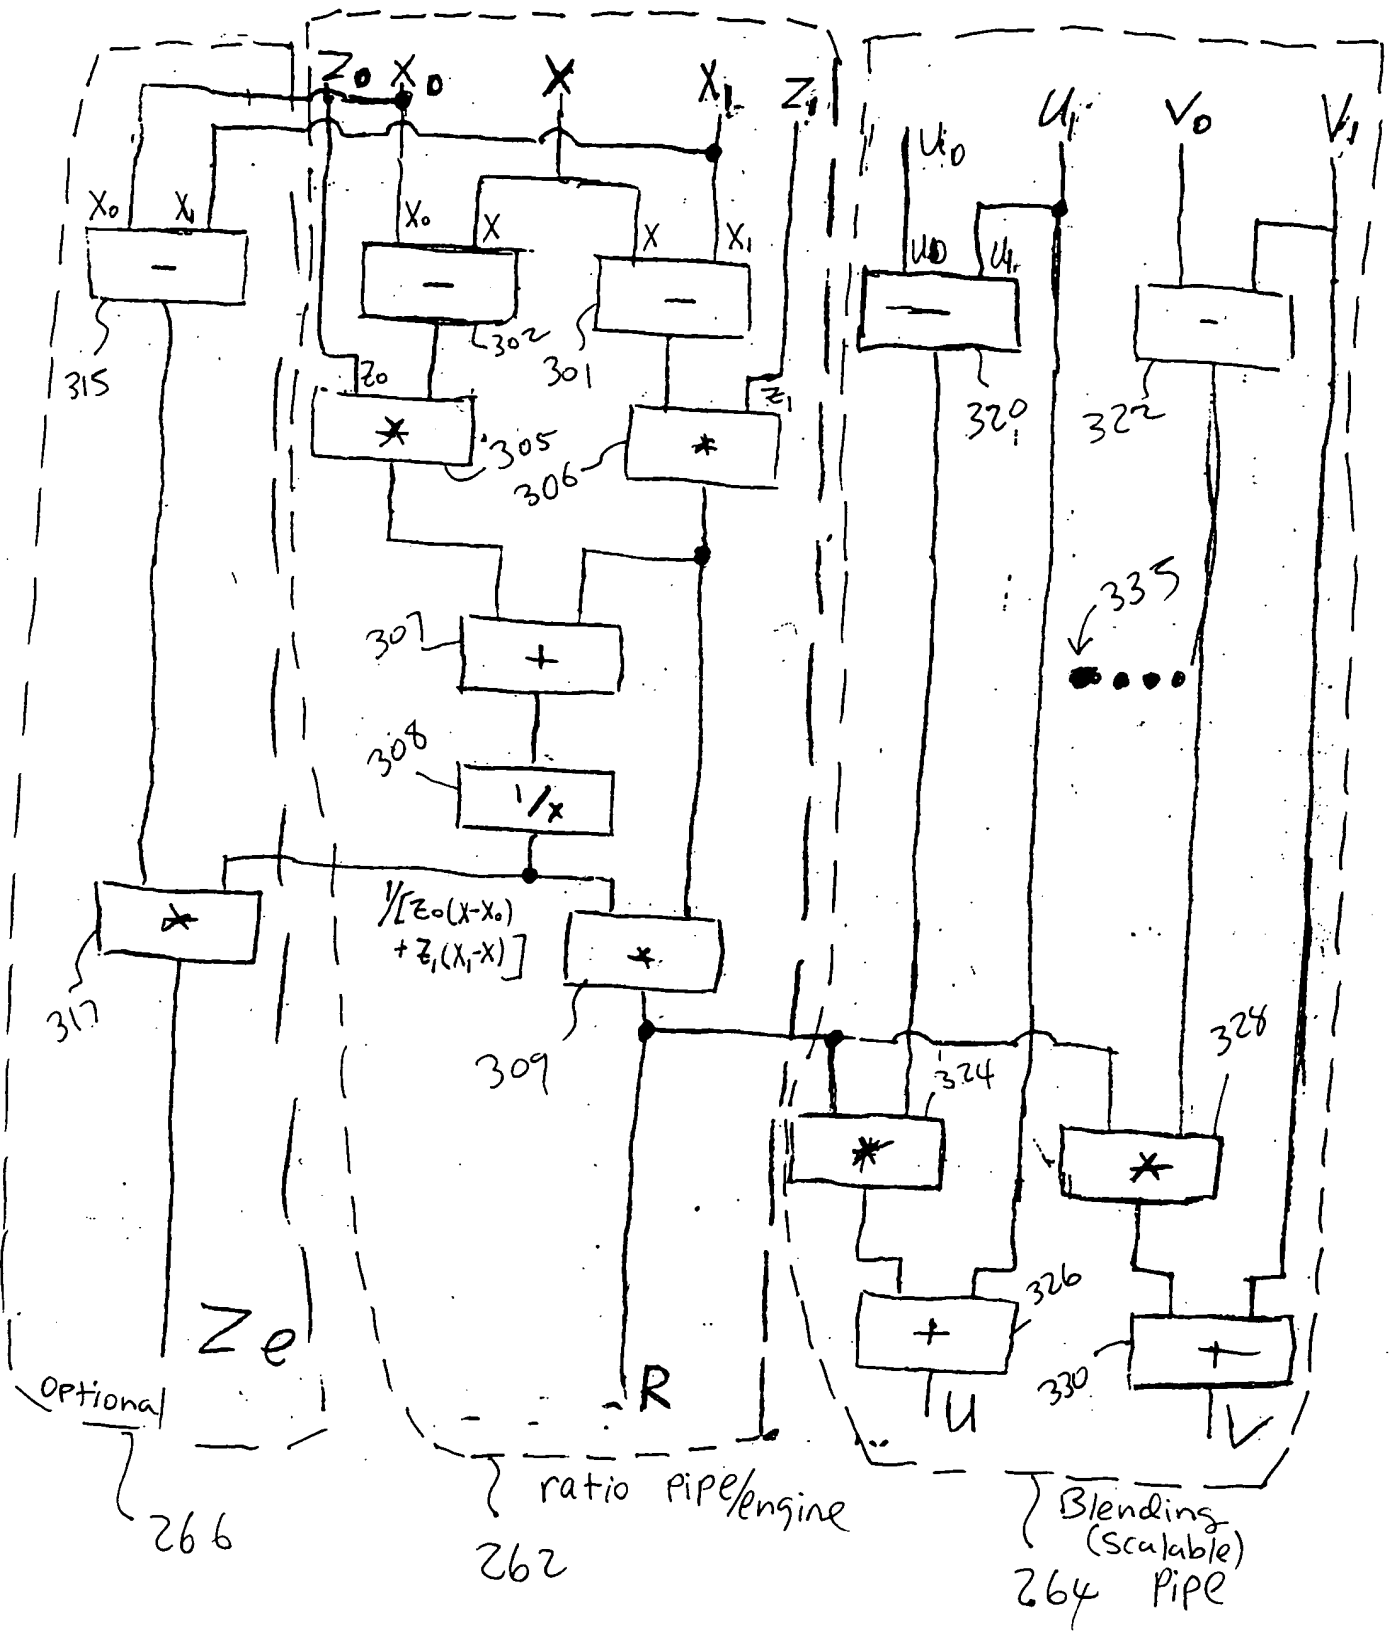 Z0 X0 X X1 Z1 U1 V0 V1
U0
X0 X1 X0 X X X1 U0 U1
- - - - -
315 302 301 320 322
Z0 Z1
* 305 306 *
307 + 335
308 1/x
1/[Z0(X-X0)
+ Z1(X1-X)]
* *
317 309 324 328
* *
326
+ 330 +
Ze R U V
optional
266
ratio pipe/engine
262
Blending
(scalable)
264 Pipe